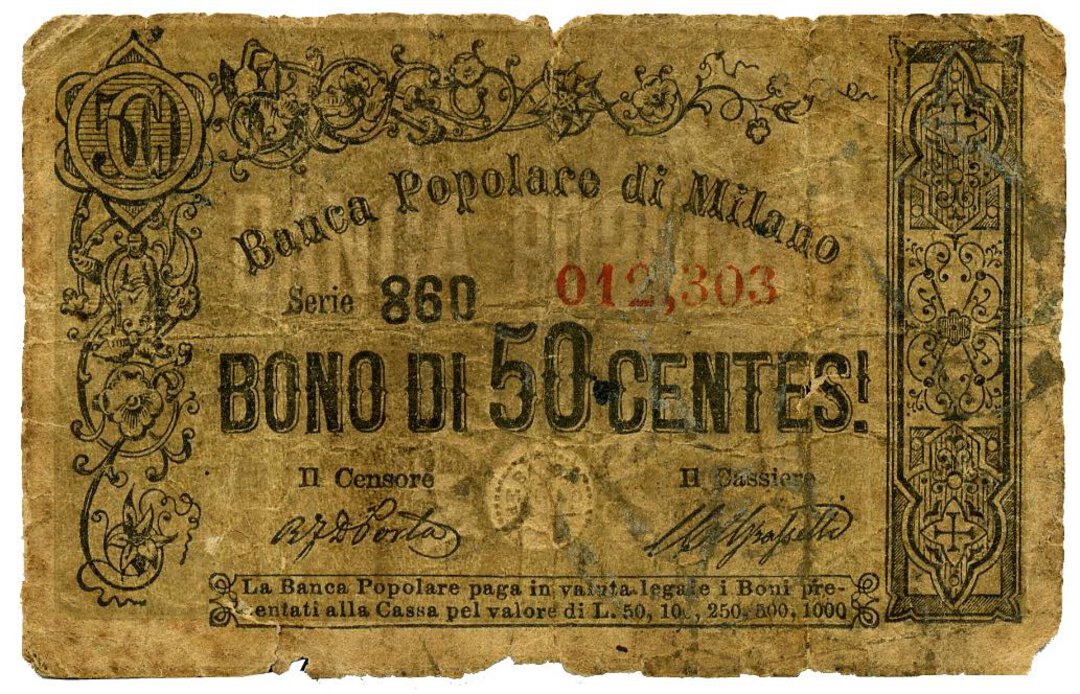 50
Banca Popolare di Milano
Serie 860 012,303
BONO DI 50 CENTES!
Il Censore Il Cassiere
La Banca Popolare paga in valuta legale i Boni pre-
sentati alla Cassa pel valore di L. 50, 10, 250, 500, 1000